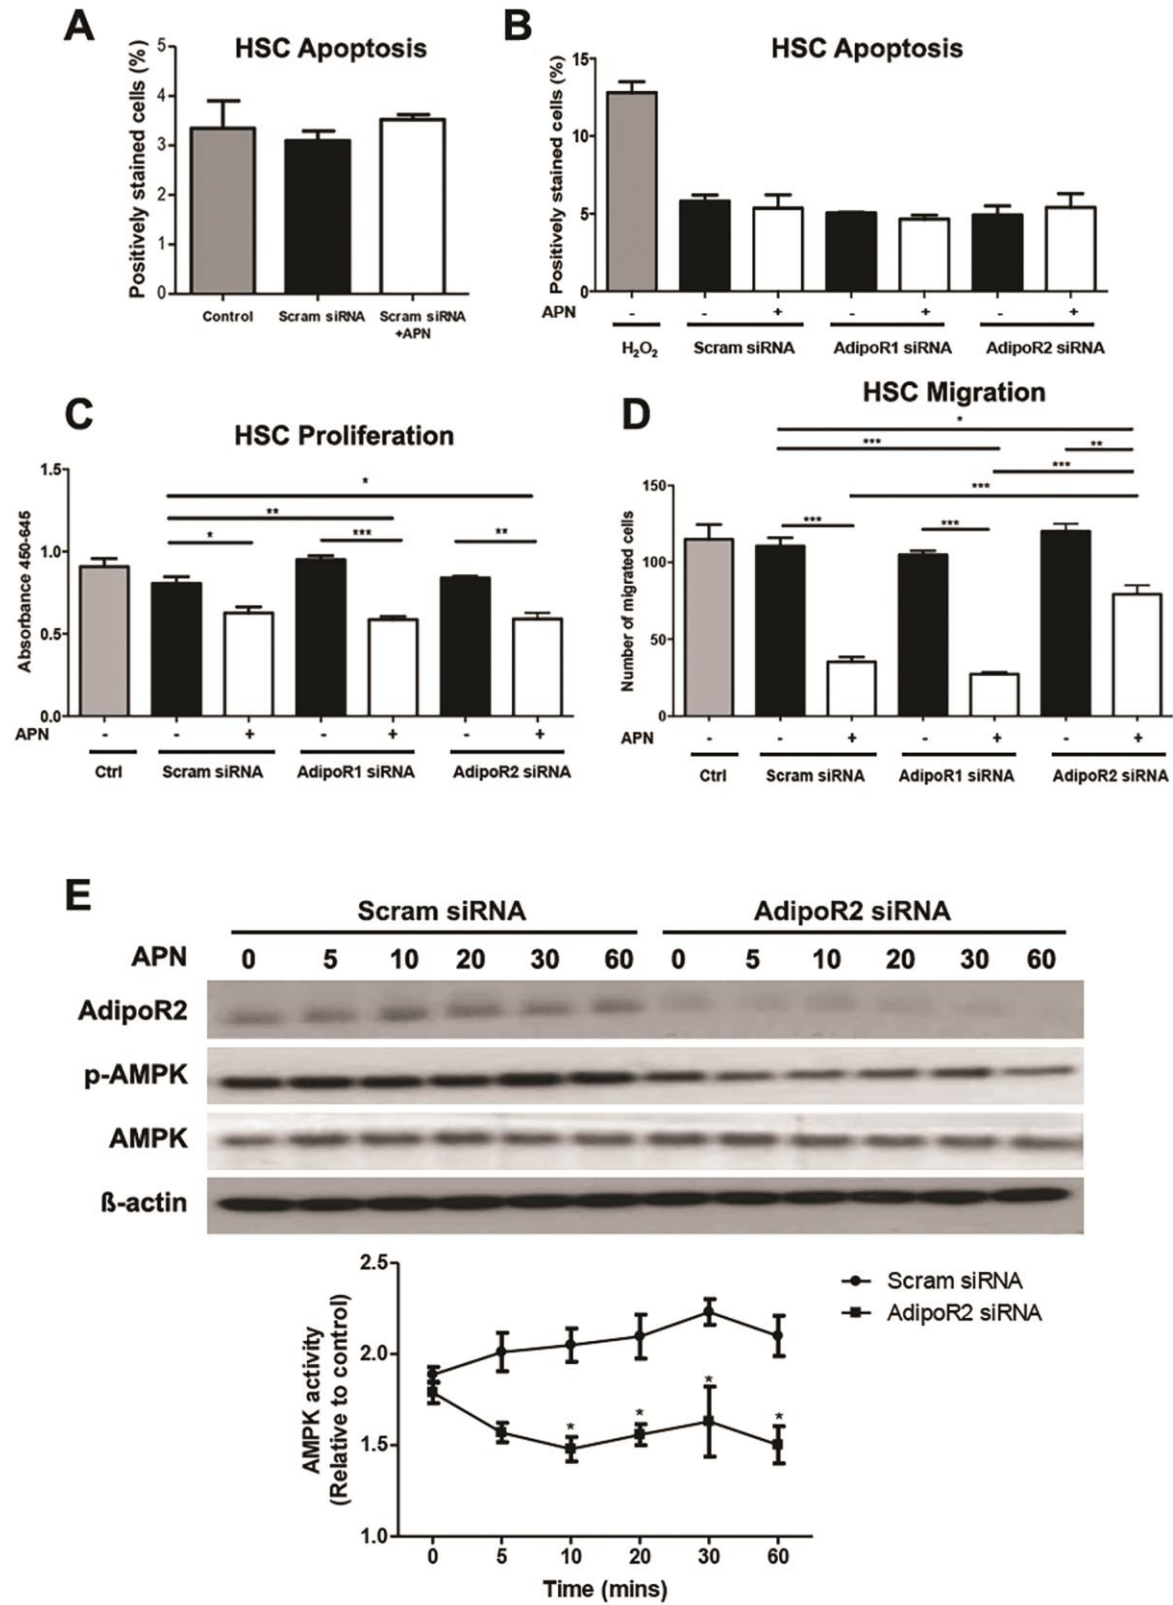 A
HSC Apoptosis
Positively stained cells (%)
5
4
3
2
1
0
Control
Scram siRNA
Scram siRNA
+APN
B
HSC Apoptosis
Positively stained cells (%)
15
10
5
0
APN - - + - + - +
H₂O₂ Scram siRNA AdipoR1 siRNA AdipoR2 siRNA
C
HSC Proliferation
Absorbance 450-645
1.5
1.0
0.5
0.0
*
**
* *** **
APN - - + - + - +
Ctrl Scram siRNA AdipoR1 siRNA AdipoR2 siRNA
D
HSC Migration
Number of migrated cells
150
100
50
0
*
*** **
***
***
*** ***
APN - - + - + - +
Ctrl Scram siRNA AdipoR1 siRNA AdipoR2 siRNA
E
Scram siRNA AdipoR2 siRNA
APN 0 5 10 20 30 60 0 5 10 20 30 60
AdipoR2
p-AMPK
AMPK
ß-actin
AMPK activity
(Relative to control)
2.5
2.0
1.5
1.0
* * * *
0 5 10 20 30 60
Time (mins)
Scram siRNA
AdipoR2 siRNA